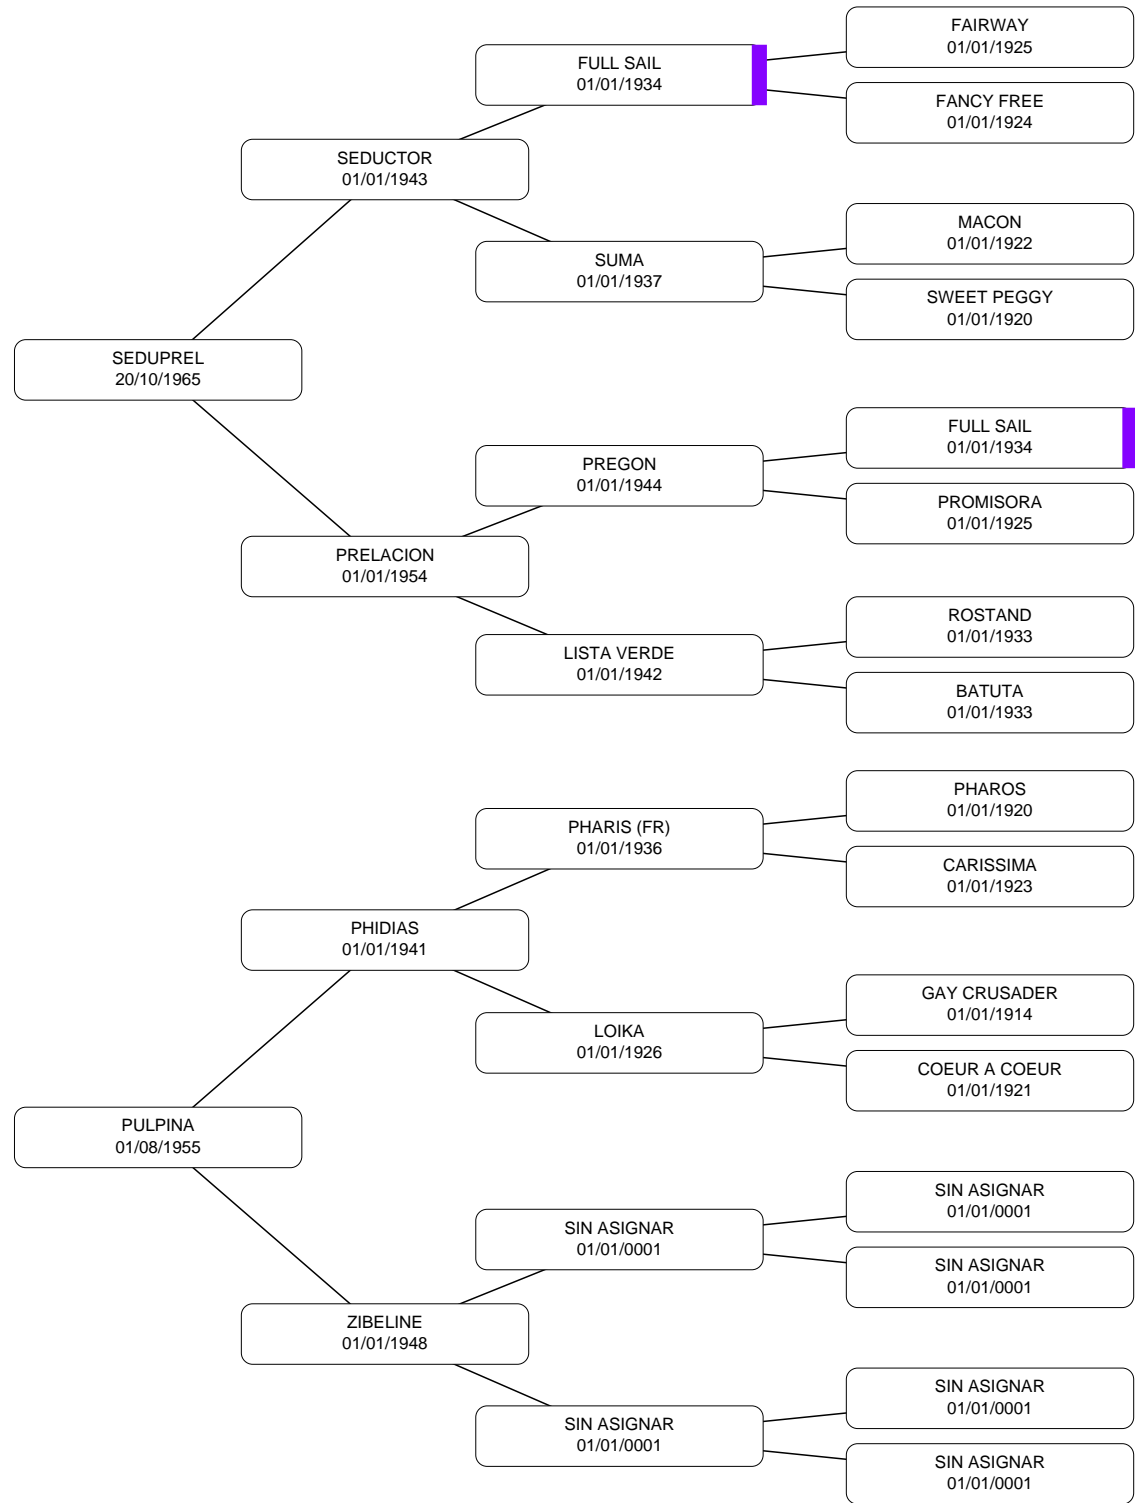 FAIRWAY
01/01/1925
FULL SAIL
01/01/1934
FANCY FREE
01/01/1924
SEDUCTOR
01/01/1943
MACON
01/01/1922
SUMA
01/01/1937
SWEET PEGGY
01/01/1920
SEDUPREL
20/10/1965
FULL SAIL
01/01/1934
PREGON
01/01/1944
PROMISORA
01/01/1925
PRELACION
01/01/1954
ROSTAND
01/01/1933
LISTA VERDE
01/01/1942
BATUTA
01/01/1933
PHAROS
01/01/1920
PHARIS (FR)
01/01/1936
CARISSIMA
01/01/1923
PHIDIAS
01/01/1941
GAY CRUSADER
01/01/1914
LOIKA
01/01/1926
COEUR A COEUR
01/01/1921
PULPINA
01/08/1955
SIN ASIGNAR
01/01/0001
SIN ASIGNAR
01/01/0001
SIN ASIGNAR
01/01/0001
ZIBELINE
01/01/1948
SIN ASIGNAR
01/01/0001
SIN ASIGNAR
01/01/0001
SIN ASIGNAR
01/01/0001